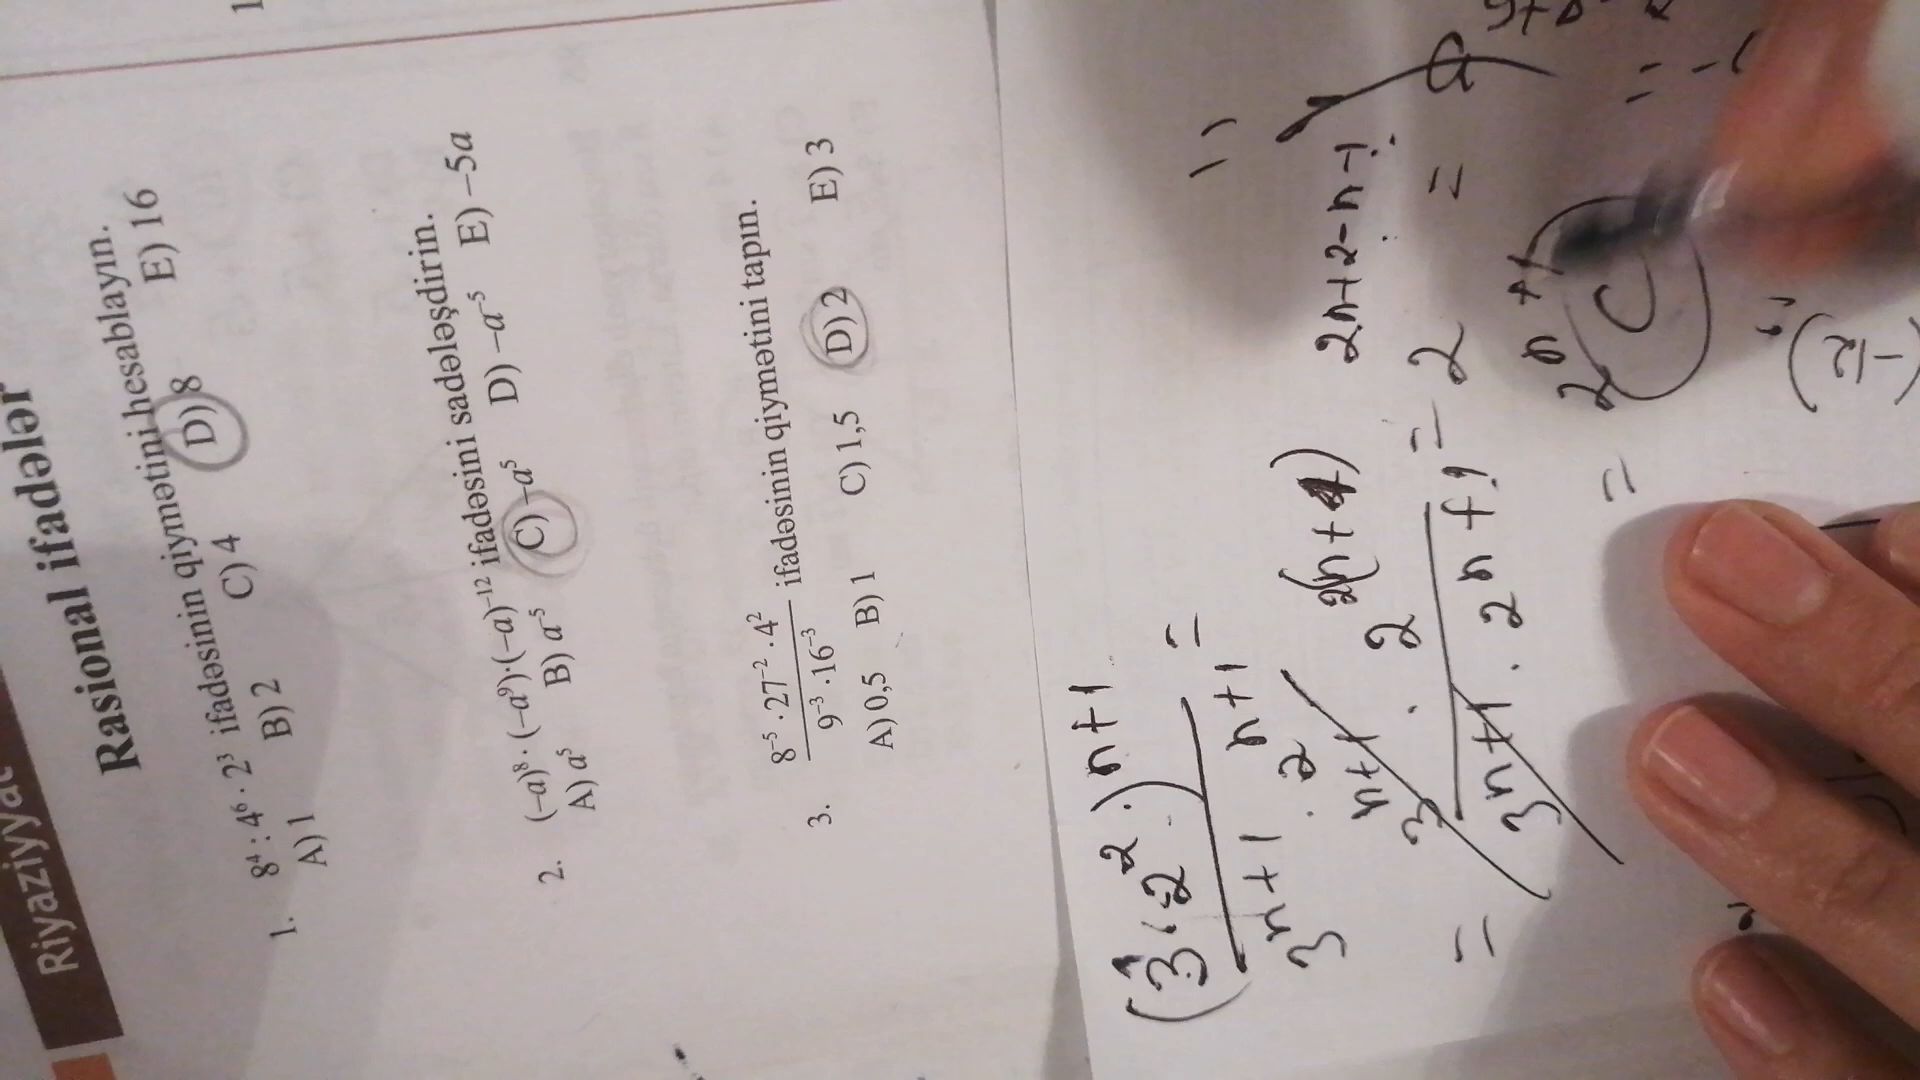 Riyaziyyat
Rasional ifadələr
1. 8⁴ : 4⁶ · 2³ ifadəsinin qiymətini hesablayın.
A) 1 B) 2 C) 4 D) 8 E) 16
2. (−a)⁸ · (−a⁹) · (−a)⁻¹² ifadəsini sadələşdirin.
A) a⁵ B) a⁻⁵ C) −a⁵ D) −a⁻⁵ E) −5a
3. 8⁻⁵ · 27⁻² · 4² / 9⁻³ · 16⁻³ ifadəsinin qiymətini tapın.
A) 0,5 B) 1 C) 1,5 D) 2 E) 3
(3 · 2²)ⁿ⁺¹ / 3ⁿ⁺¹ · 2ⁿ⁺¹ =
= 3ⁿ⁺¹ · 2²⁽ⁿ⁺¹⁾ / 3ⁿ⁺¹ · 2ⁿ⁺¹ = 2²ⁿ⁺²⁻ⁿ⁻¹ =
= 2ⁿ⁺¹